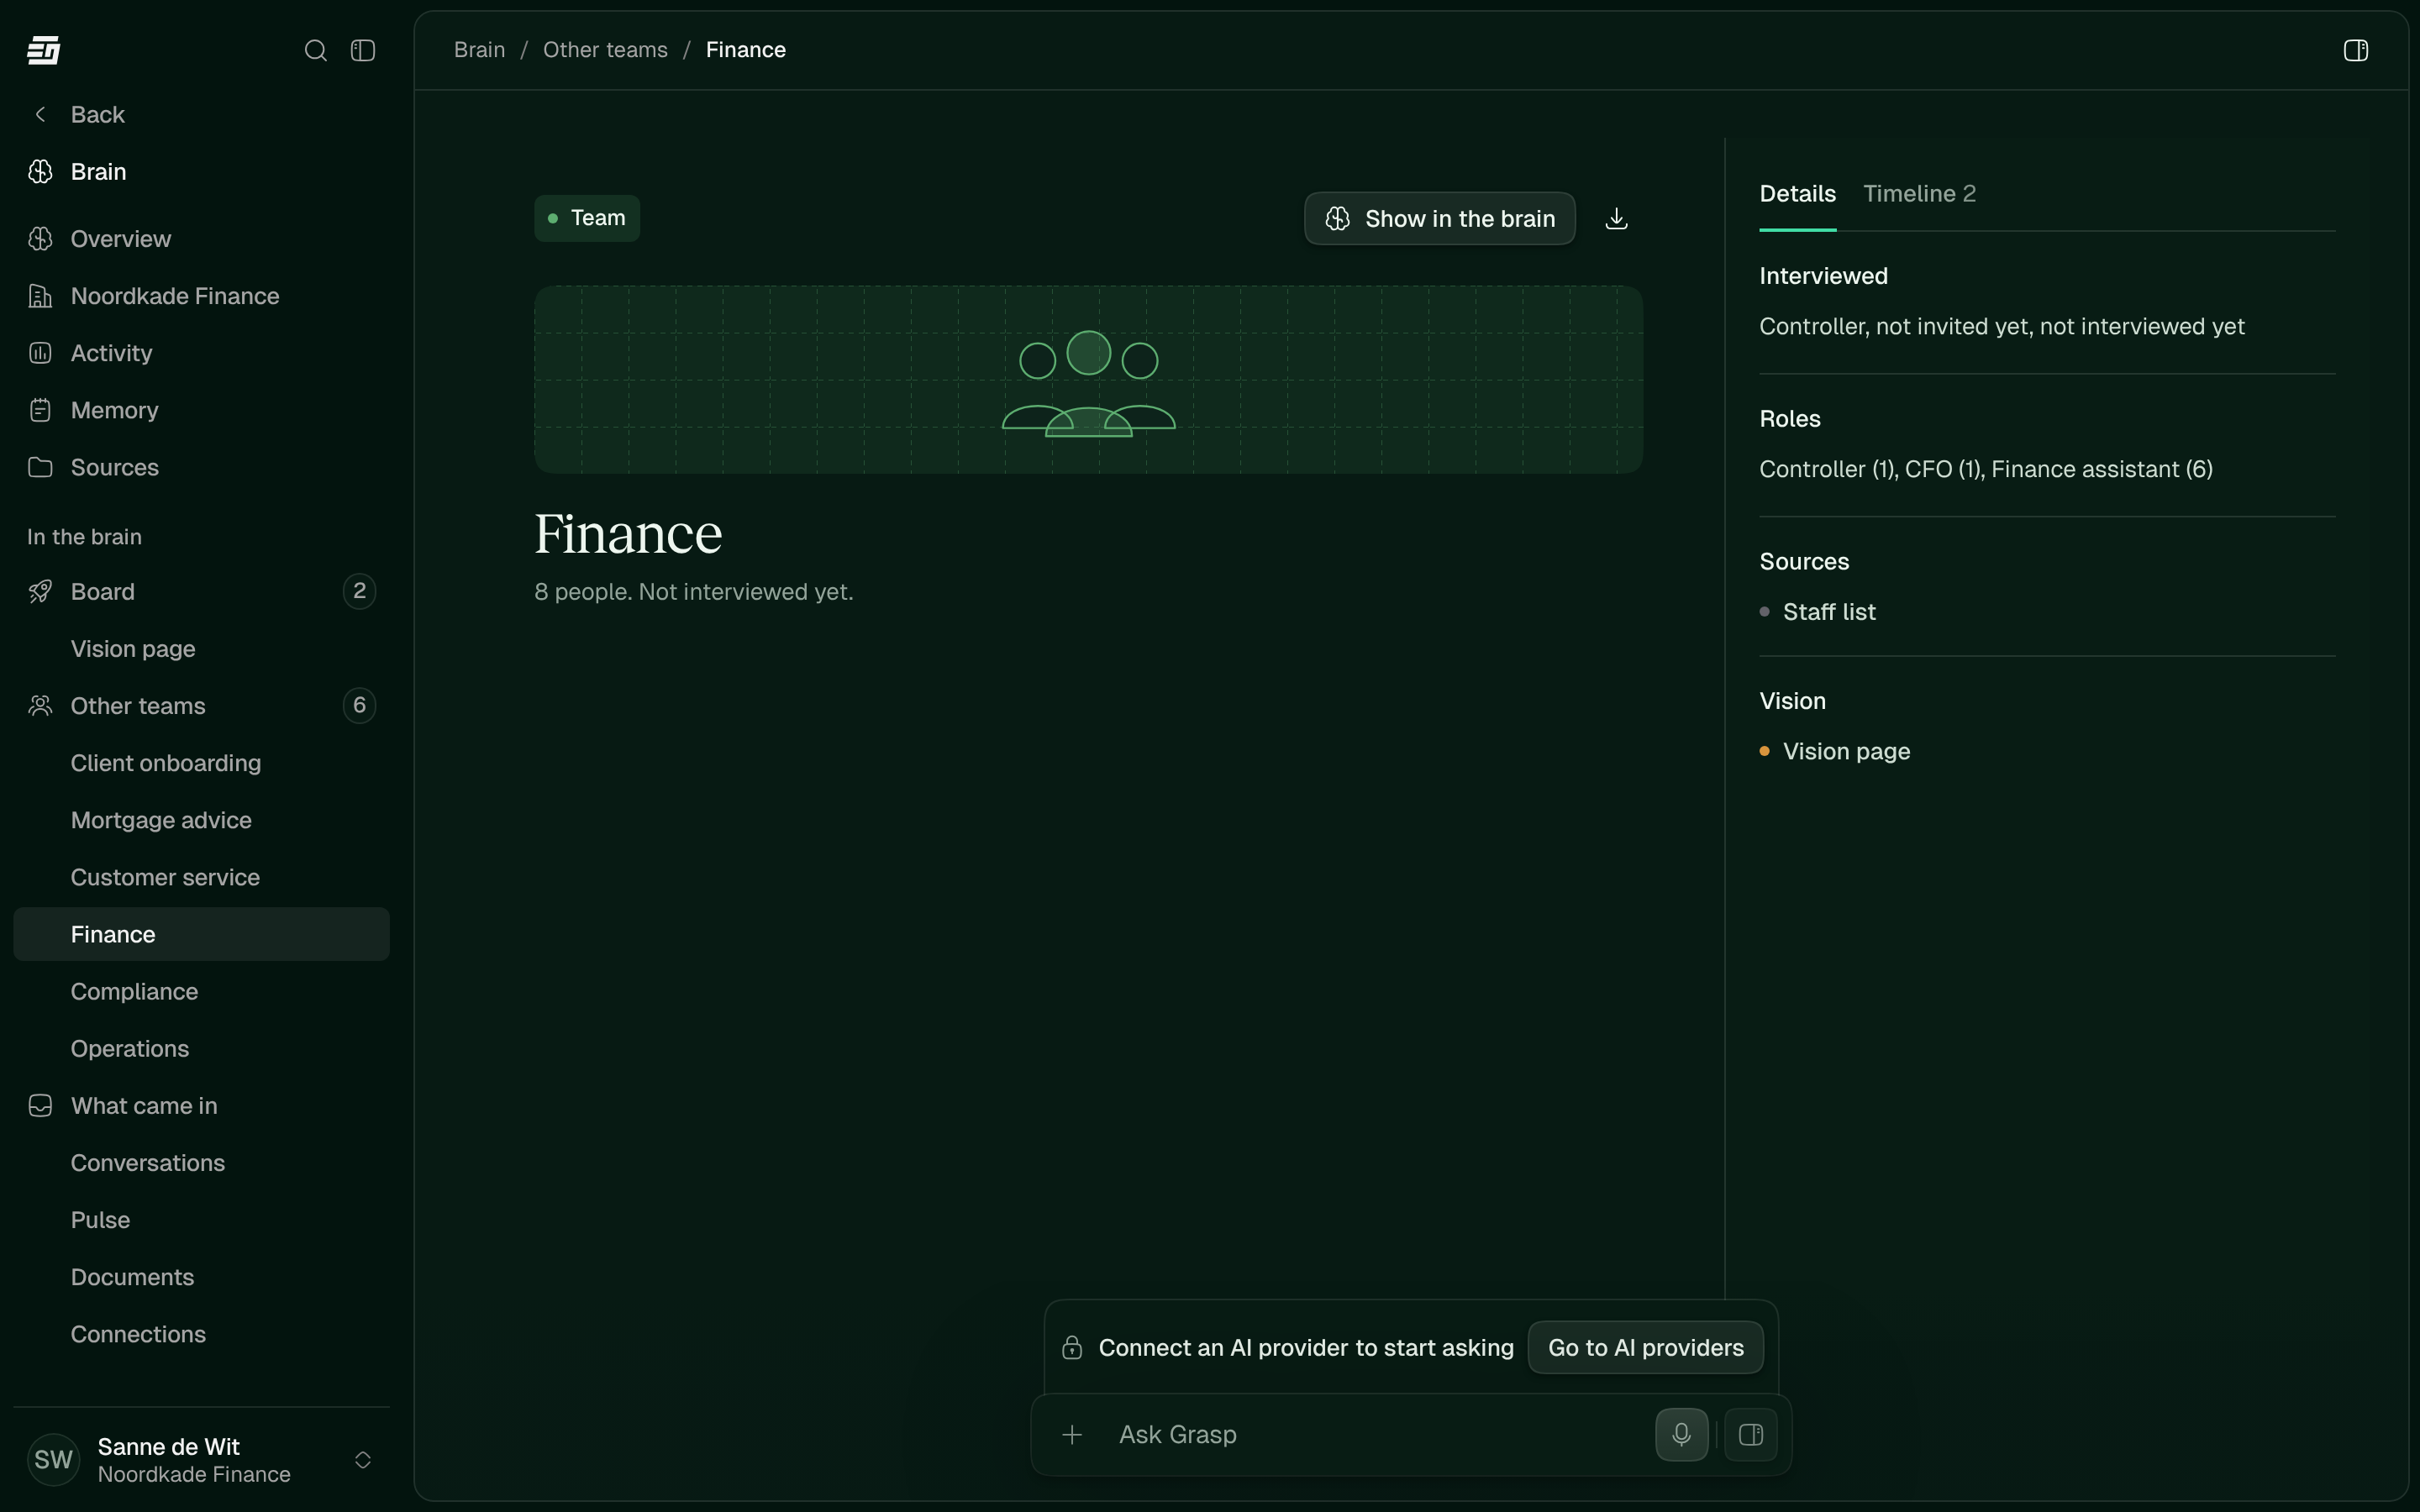 Back
Brain
Overview
Noordkade Finance
Activity
Memory
Sources
In the brain
Board 2
Vision page
Other teams 6
Client onboarding
Mortgage advice
Customer service
Finance
Compliance
Operations
What came in
Conversations
Pulse
Documents
Connections
SW
Sanne de Wit
Noordkade Finance
Brain / Other teams / Finance
Team
Show in the brain
Finance
8 people. Not interviewed yet.
Details Timeline 2
Interviewed
Controller, not invited yet, not interviewed yet
Roles
Controller (1), CFO (1), Finance assistant (6)
Sources
Staff list
Vision
Vision page
Connect an AI provider to start asking Go to AI providers
Ask Grasp